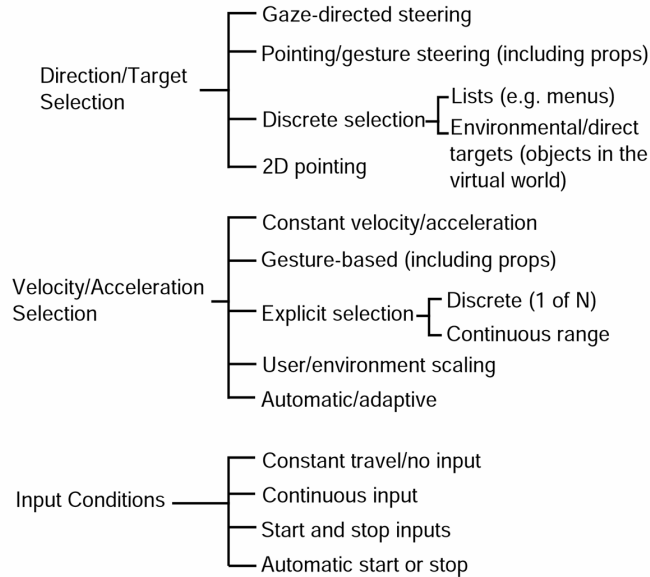 Direction/Target
Selection
Gaze-directed steering
Pointing/gesture steering (including props)
Discrete selection
Lists (e.g. menus)
Environmental/direct
targets (objects in the
virtual world)
2D pointing
Velocity/Acceleration
Selection
Constant velocity/acceleration
Gesture-based (including props)
Explicit selection
Discrete (1 of N)
Continuous range
User/environment scaling
Automatic/adaptive
Input Conditions
Constant travel/no input
Continuous input
Start and stop inputs
Automatic start or stop